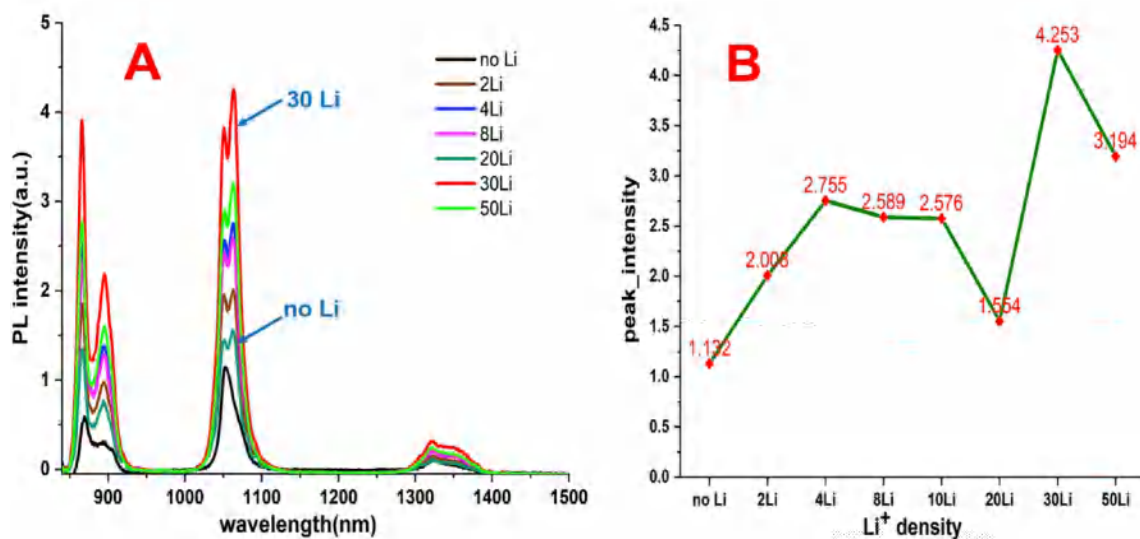 A
PL intensity(a.u.)
5
4
3
2
1
0
900
1000
1100
1200
1300
1400
1500
wavelength(nm)
no Li
2Li
4Li
8Li
20Li
30Li
50Li
30 Li
no Li
B
peak_intensity
4.5
4.0
3.5
3.0
2.5
2.0
1.5
1.0
0.5
0.0
1.132
2.008
2.755
2.589
2.576
1.554
4.253
3.194
no Li
2Li
4Li
8Li
10Li
20Li
30Li
50Li
Li⁺ density